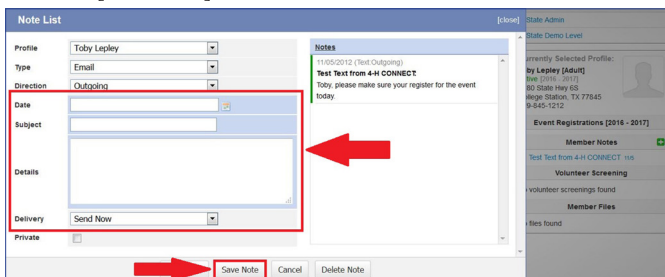 Note List
[close]
Profile
Toby Lepley
Type
Email
Direction
Outgoing
Date
Subject
Details
Delivery
Send Now
Private
Save Note
Cancel
Delete Note
Notes
11/05/2012 (Text:Outgoing)
Test Text from 4-H CONNECT:
Toby, please make sure your register for the event
today.
State Admin
State Demo Level
urrently Selected Profile:
by Lepley [Adult]
tive [2016 - 2017]
80 State Hwy 6S
llege Station, TX 77845
9-845-1212
Event Registrations [2016 - 2017]
Member Notes
Test Text from 4-H CONNECT
Volunteer Screening
volunteer screenings found
Member Files
files found